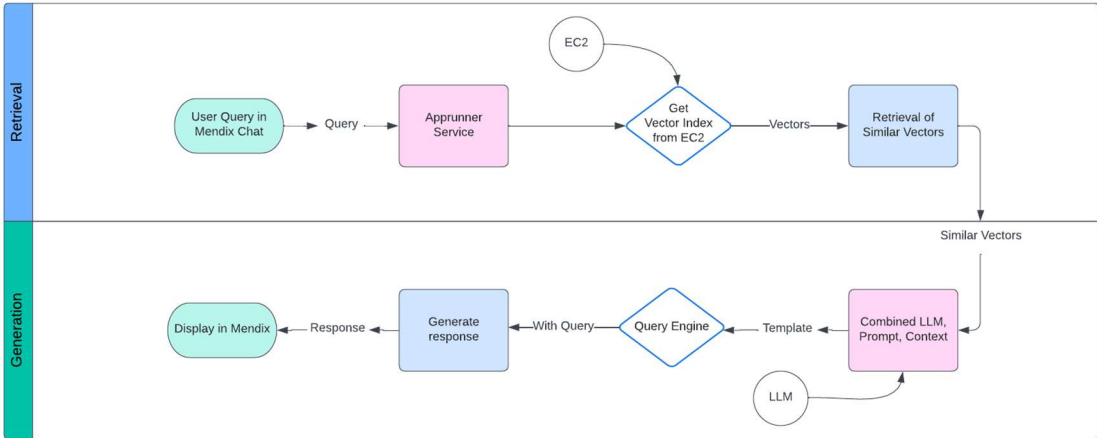 Retrieval
EC2
User Query in
Mendix Chat
Query
Apprunner
Service
Get
Vector Index
from EC2
Vectors
Retrieval of
Similar Vectors
Similar Vectors
Generation
Display in Mendix
Response
Generate
response
With Query
Query Engine
Template
Combined LLM,
Prompt, Context
LLM